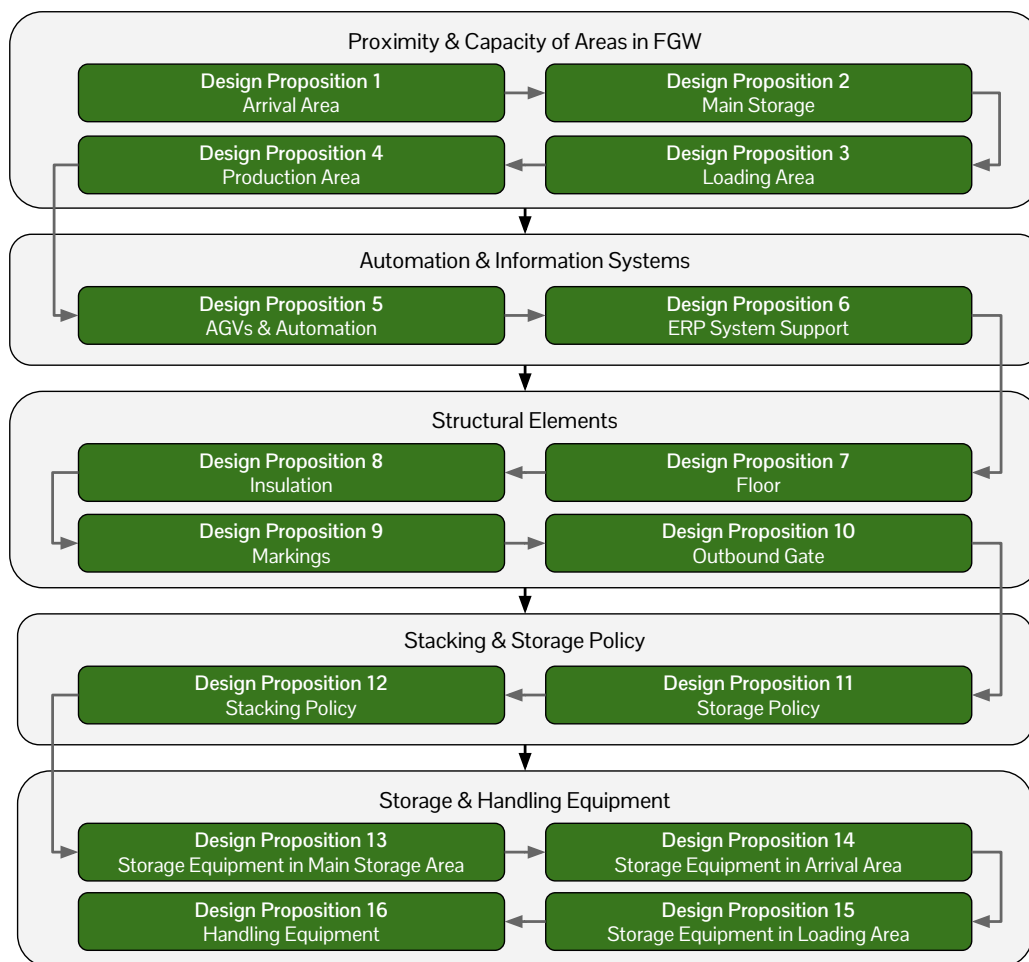 Proximity & Capacity of Areas in FGW
Design Proposition 1
Arrival Area
Design Proposition 2
Main Storage
Design Proposition 4
Production Area
Design Proposition 3
Loading Area
Automation & Information Systems
Design Proposition 5
AGVs & Automation
Design Proposition 6
ERP System Support
Structural Elements
Design Proposition 8
Insulation
Design Proposition 7
Floor
Design Proposition 9
Markings
Design Proposition 10
Outbound Gate
Stacking & Storage Policy
Design Proposition 12
Stacking Policy
Design Proposition 11
Storage Policy
Storage & Handling Equipment
Design Proposition 13
Storage Equipment in Main Storage Area
Design Proposition 14
Storage Equipment in Arrival Area
Design Proposition 16
Handling Equipment
Design Proposition 15
Storage Equipment in Loading Area